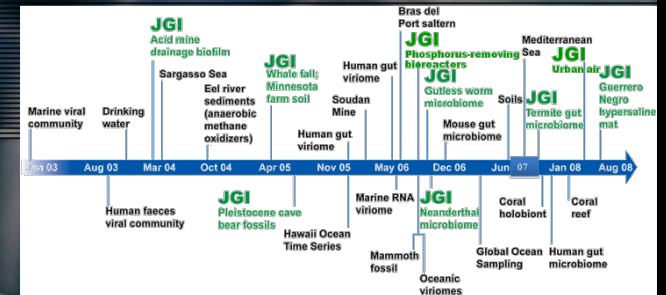 Bras del
Port saltern
JGI
Acid mine
drainage biofilm
JGI
Phosphorus-removing
bioreactors
Mediterranean
Sea
JGI
Urban air
Sargasso Sea
JGI
Whale fall;
Minnesota
farm soil
Human gut
viriome
JGI
Gutless worm
microbiome
JGI
Guerrero
Negro
hypersaline
mat
Eel river
sediments
(anaerobic
methane
oxidizers)
Soudan
Mine
Soils
JGI
Termite gut
microbiome
Marine viral
community
Drinking
water
Human gut
viriome
Mouse gut
microbiome
Jan 03 Aug 03 Mar 04 Oct 04 Apr 05 Nov 05 May 06 Dec 06 Jun 07 Jan 08 Aug 08
Human faeces
viral community
JGI
Pleistocene cave
bear fossils
Hawaii Ocean
Time Series
Marine RNA
viriome
JGI
Neanderthal
microbiome
Coral
holobiont
Coral
reef
Mammoth
fossil
Oceanic
viriomes
Global Ocean
Sampling
Human gut
microbiome